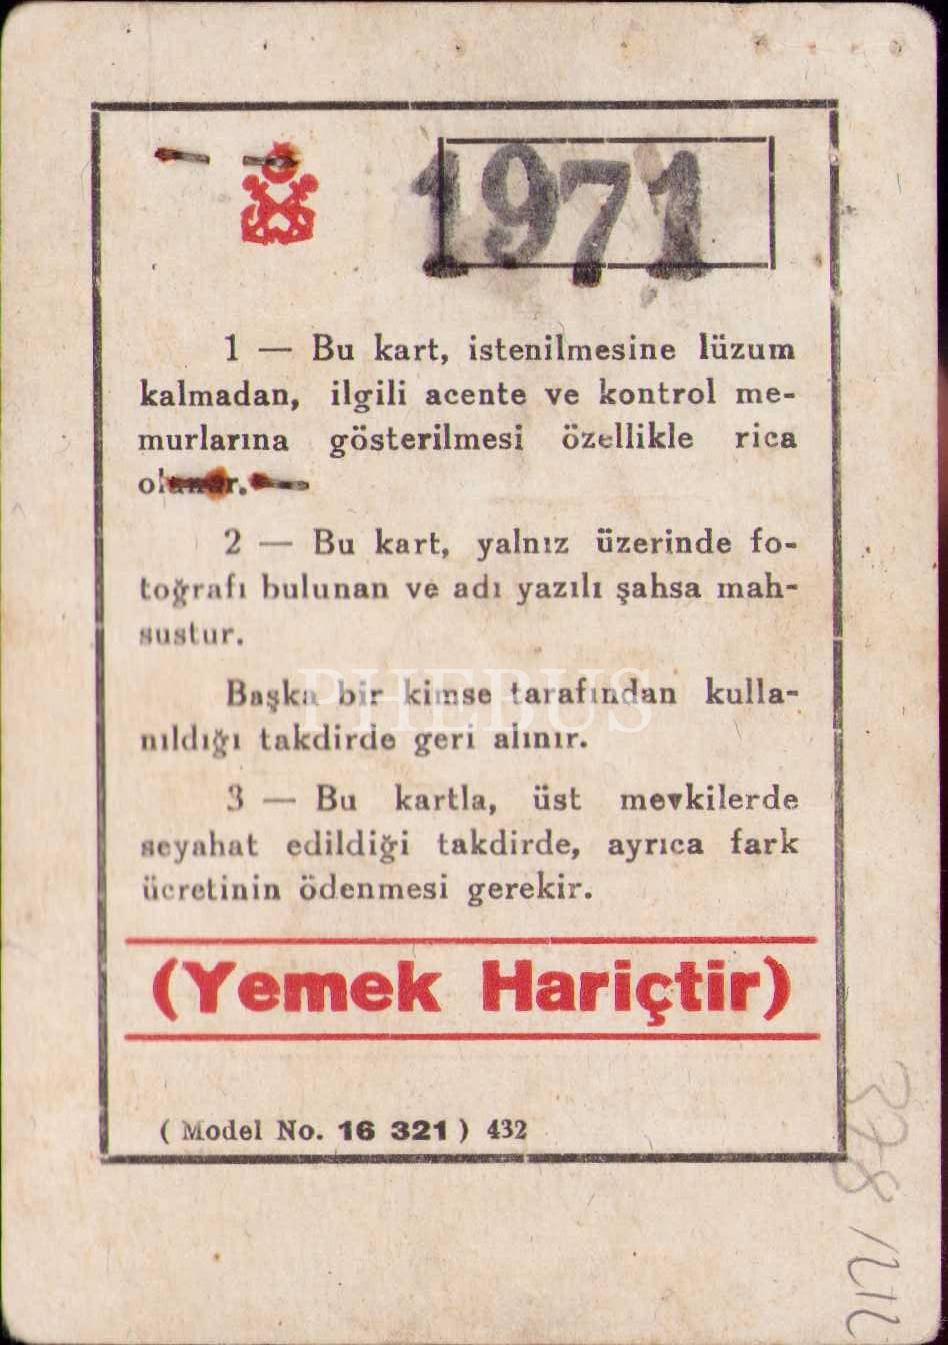 1971
1 — Bu kart, istenilmesine lüzum
kalmadan, ilgili acente ve kontrol me-
murlarına gösterilmesi özellikle rica
olunur.
2 — Bu kart, yalnız üzerinde fo-
toğrafı bulunan ve adı yazılı şahsa mah-
sustur.
PHEBUS
Başka bir kimse tarafından kulla-
nıldığı takdirde geri alınır.
3 — Bu kartla, üst mevkilerde
seyahat edildiği takdirde, ayrıca fark
ücretinin ödenmesi gerekir.
(Yemek Hariçtir)
( Model No. 16 321 ) 432